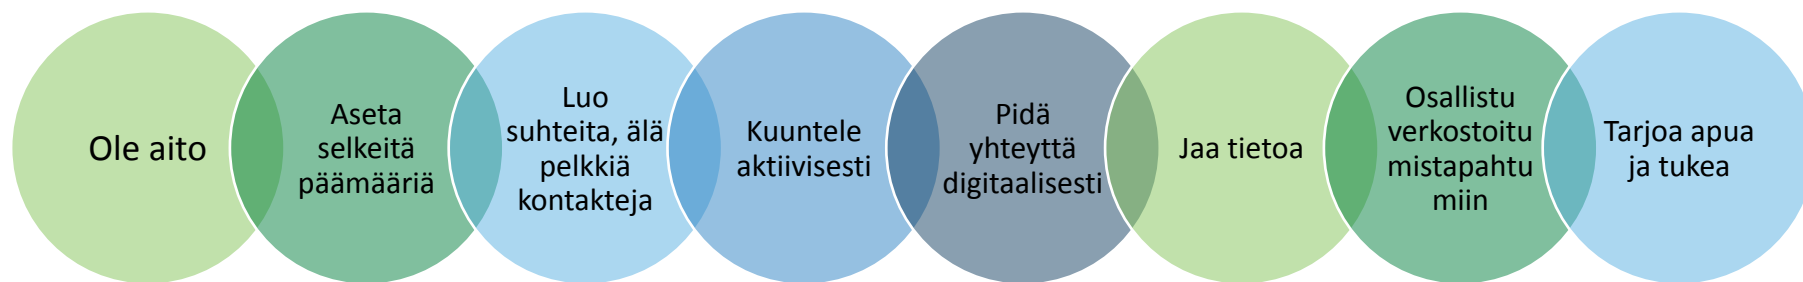 Ole aito
Aseta
selkeitä
päämääriä
Luo
suhteita, älä
pelkkiä
kontakteja
Kuuntele
aktiivisesti
Pidä
yhteyttä
digitaalisesti
Jaa tietoa
Osallistu
verkostoitu
mistapahtu
miin
Tarjoa apua
ja tukea